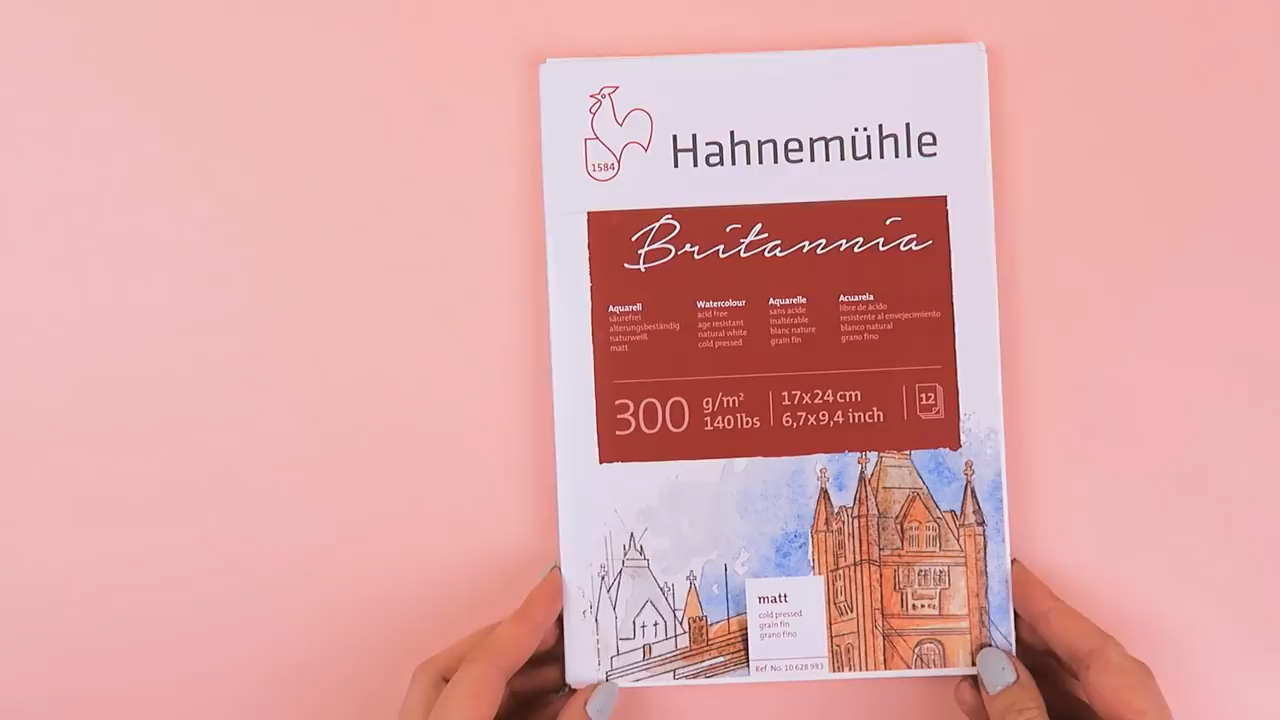 1584
Hahnemühle
Britannia
Aquarell
säurefrei
alterungsbeständig
naturweiß
matt
Watercolour
acid free
age resistant
natural white
cold pressed
Aquarelle
sans acide
inaltérable
blanc nature
grain fin
Acuarela
libre de ácido
resistente al envejecimiento
blanco natural
grano fino
300
g/m²
140 lbs
17x24 cm
6,7x9,4 inch
12
matt
cold pressed
grain fin
grano fino
Ref. No. 10 628 983